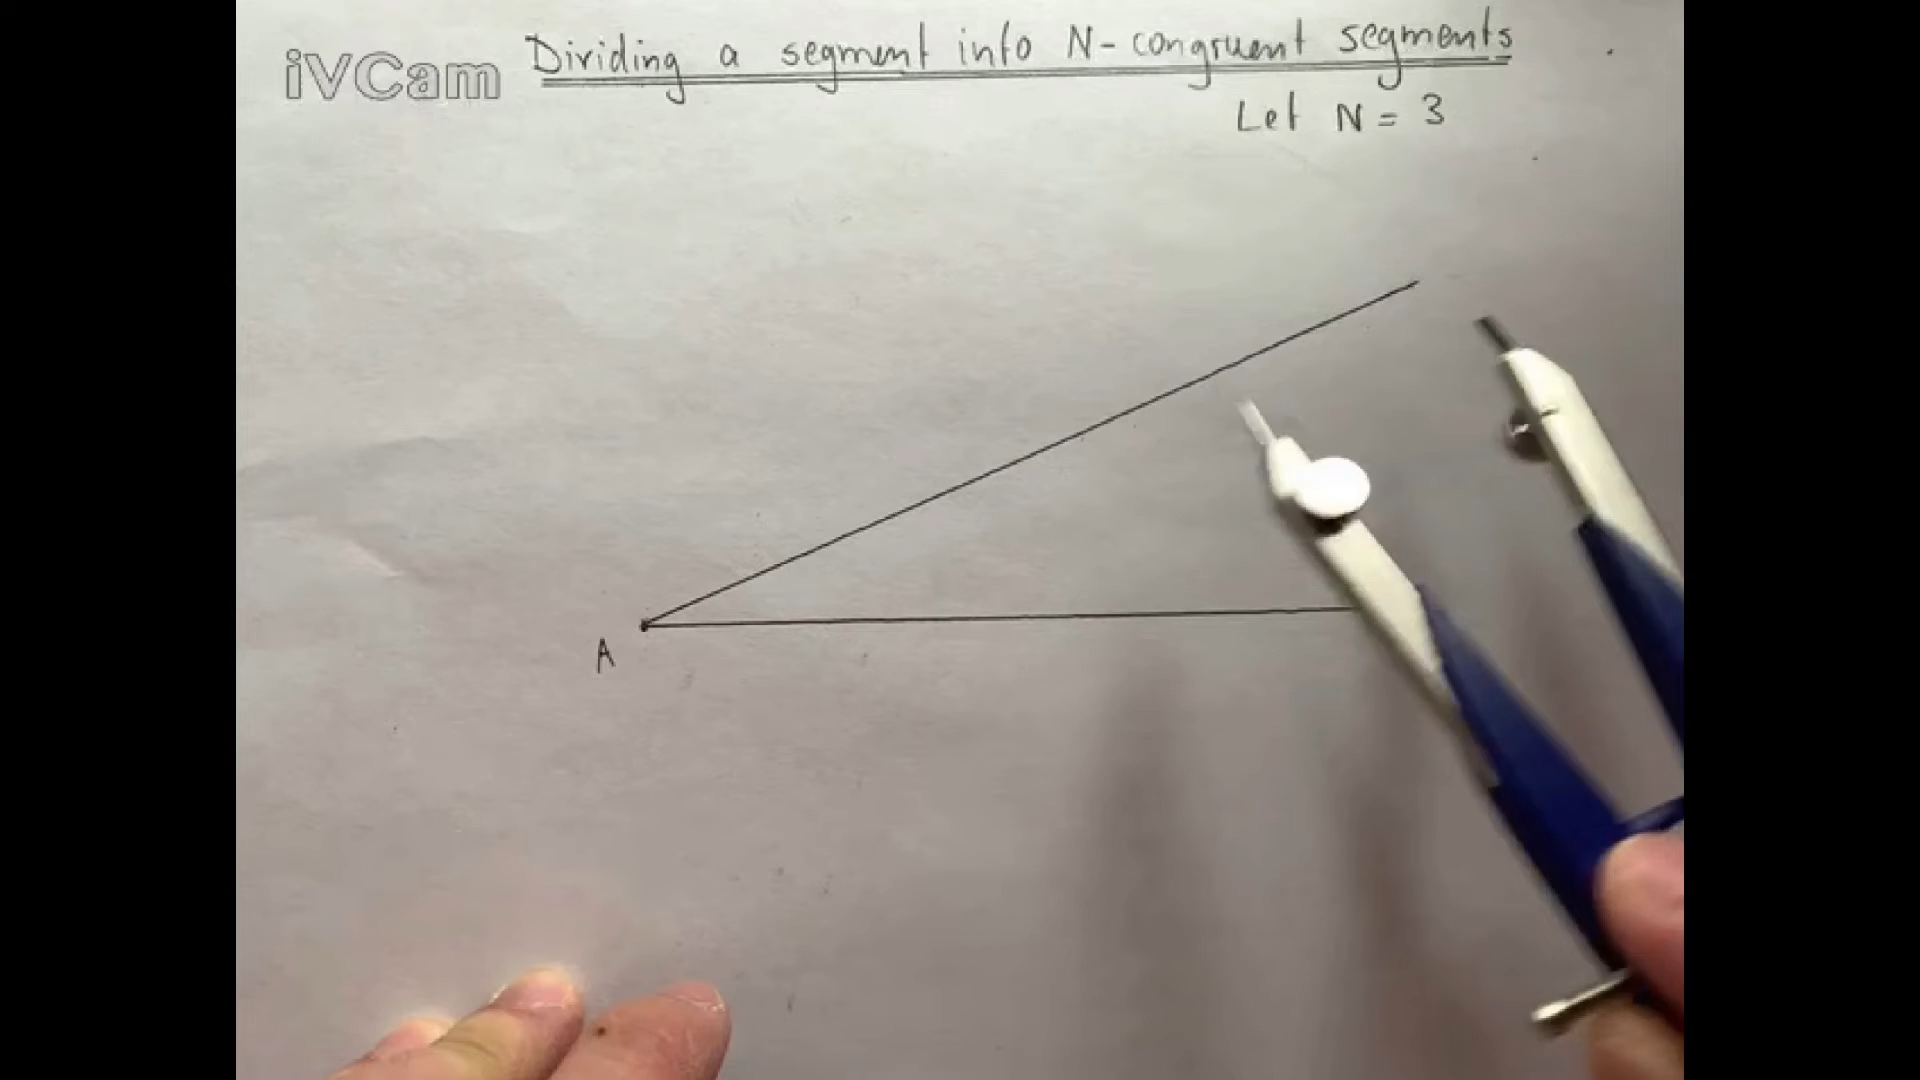 iVCam
Dividing a segment into N-congruent segments
Let N = 3
A